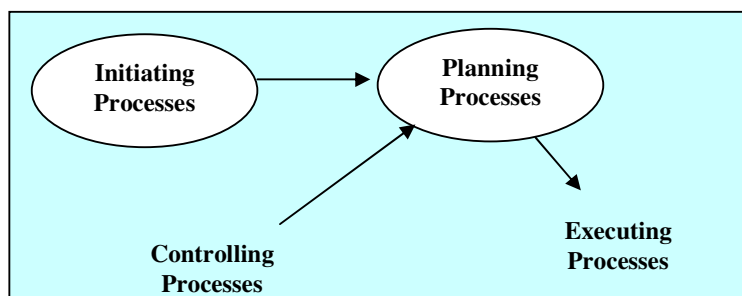 Initiating
Processes
Planning
Processes
Controlling
Processes
Executing
Processes